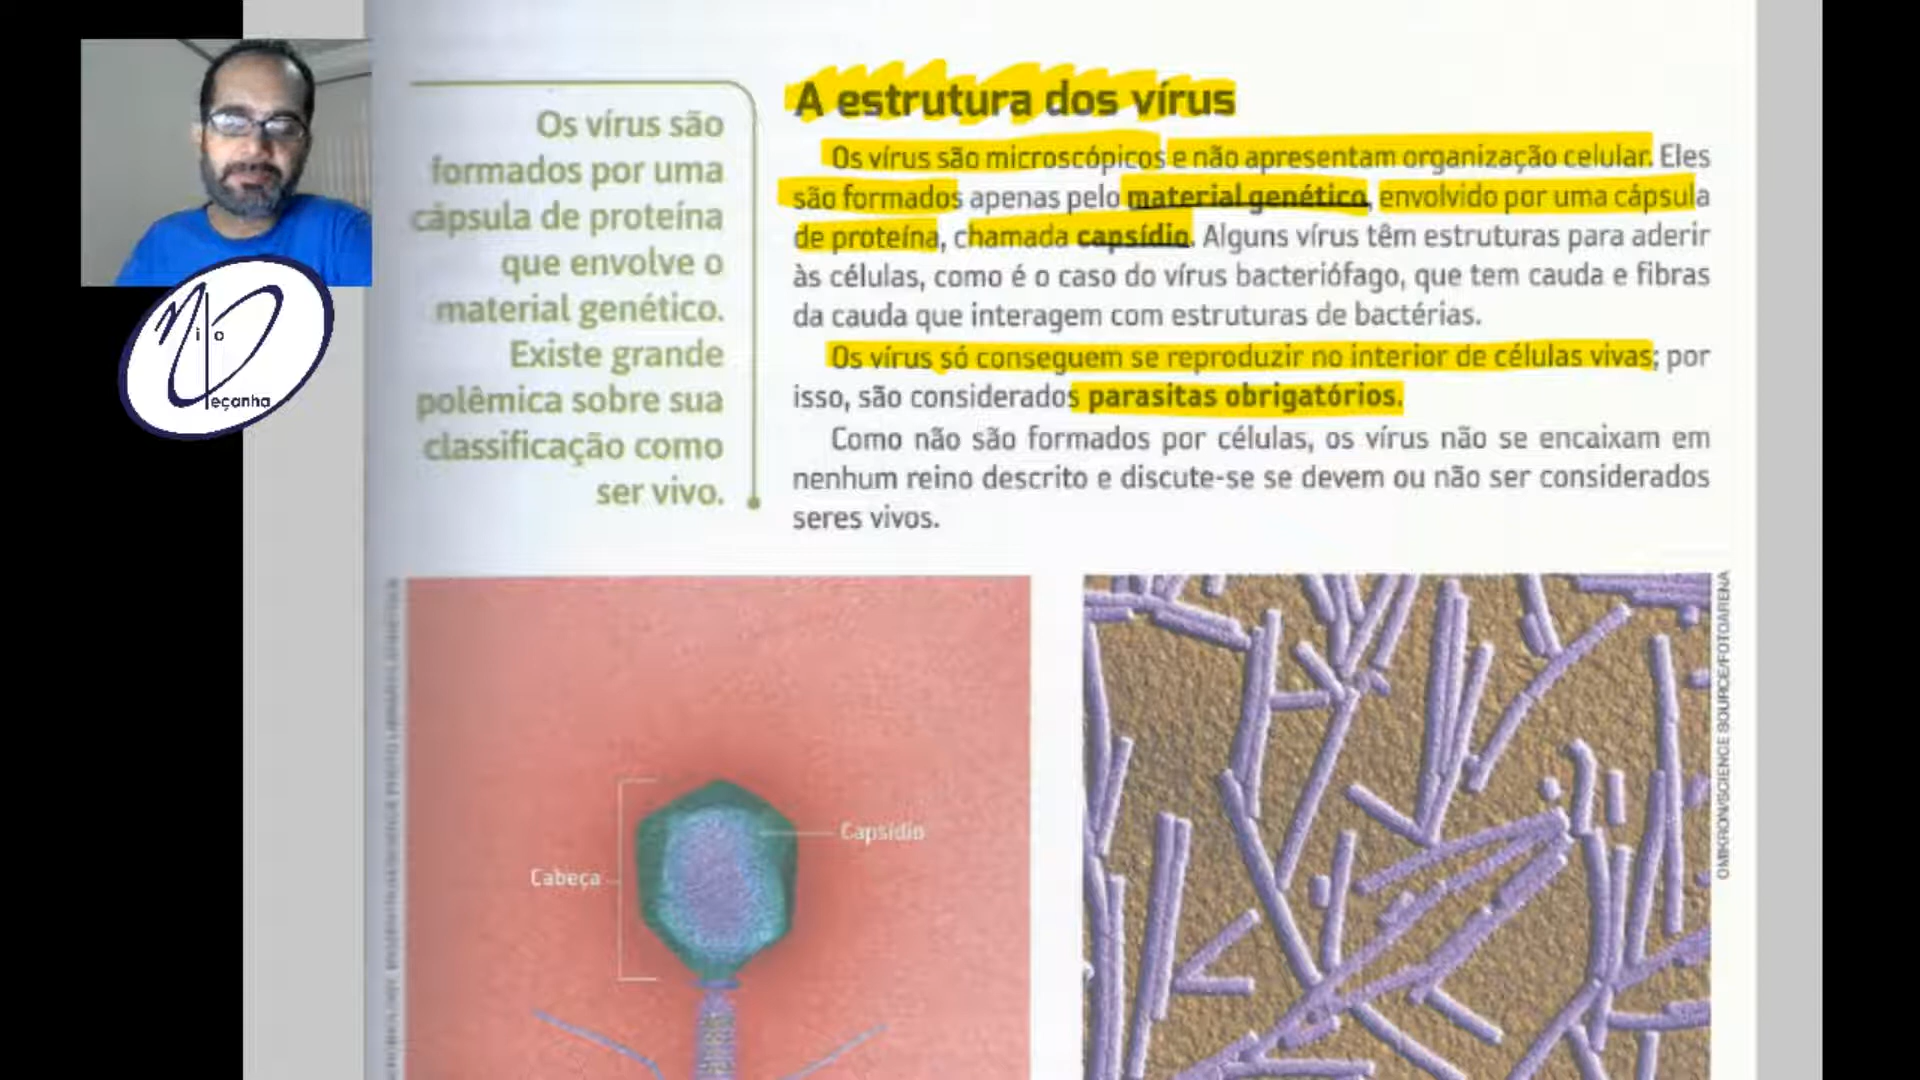 A estrutura dos vírus
Os vírus são microscópicos e não apresentam organização celular. Eles
são formados apenas pelo material genético, envolvido por uma cápsula
de proteína, chamada capsídio. Alguns vírus têm estruturas para aderir
às células, como é o caso do vírus bacteriófago, que tem cauda e fibras
da cauda que interagem com estruturas de bactérias.
Os vírus só conseguem se reproduzir no interior de células vivas; por
isso, são considerados parasitas obrigatórios.
Como não são formados por células, os vírus não se encaixam em
nenhum reino descrito e discute-se se devem ou não ser considerados
seres vivos.
Os vírus são
formados por uma
cápsula de proteína
que envolve o
material genético.
Existe grande
polêmica sobre sua
classificação como
ser vivo.
Nilo
Peçanha
Capsídio
Cabeça
OMIKRON/SCIENCE SOURCE/FOTOARENA